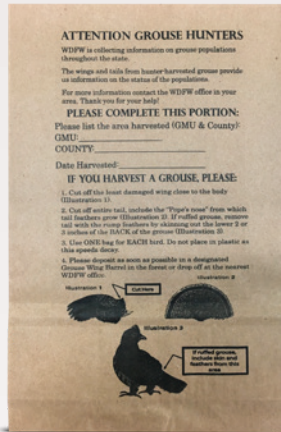 ATTENTION GROUSE HUNTERS
WDFW is collecting information on grouse populations
throughout the state.
The wings and tails from hunter-harvested grouse provide
us information on the status of the populations.
For more information contact the WDFW office in your
area. Thank you for your help!
PLEASE COMPLETE THIS PORTION:
Please list the area harvested (GMU & County):
GMU:
COUNTY:
Date Harvested:
IF YOU HARVEST A GROUSE, PLEASE:
1. Cut off the least damaged wing close to the body
(Illustration 1).
2. Cut off entire tail, include the "Pope's nose" from which
tail feathers grow (Illustration 2). If ruffed grouse, remove
tail with the rump feathers by skinning out the lower 2 or
3 inches of the BACK of the grouse (Illustration 3).
3. Use ONE bag for EACH bird. Do not place in plastic as
this speeds decay.
4. Please deposit as soon as possible in a designated
Grouse Wing Barrel in the forest or drop off at the nearest
WDFW office.
Illustration 1
Cut Here
Illustration 2
Illustration 3
If ruffed grouse,
include skin and
feathers from this
area